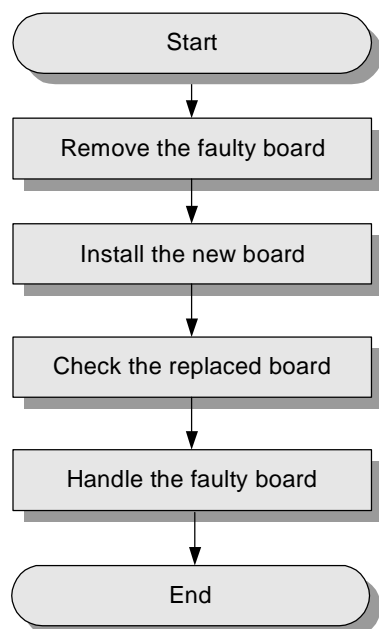 Start
Remove the faulty board
Install the new board
Check the replaced board
Handle the faulty board
End